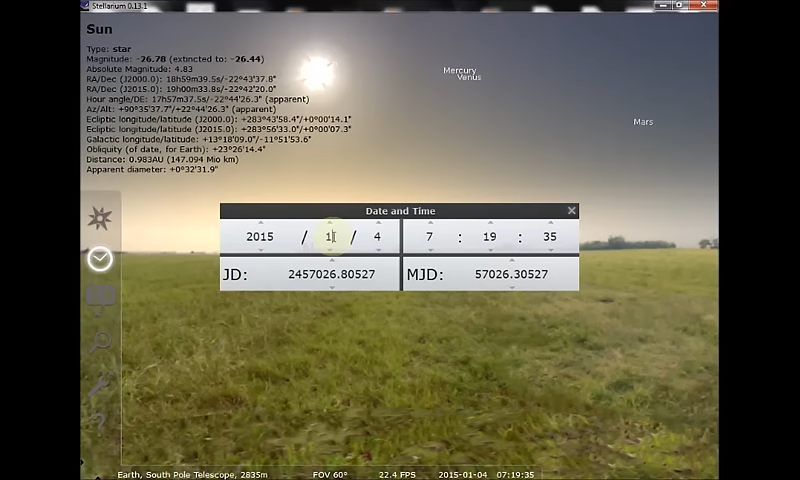 Stellarium 0.13.1
Sun
Type: star
Magnitude: -26.78 (extincted to: -26.44)
Absolute Magnitude: 4.83
RA/Dec (J2000.0): 18h59m39.5s/-22°43'37.8"
RA/Dec (J2015.0): 19h00m33.8s/-22°42'20.0"
Hour angle/DE: 17h57m37.5s/-22°44'26.3" (apparent)
Az/Alt: +90°35'37.7"/+22°44'26.3" (apparent)
Ecliptic longitude/latitude (J2000.0): +283°43'58.4"/+0°00'14.1"
Ecliptic longitude/latitude (J2015.0): +283°56'33.0"/+0°00'07.3"
Galactic longitude/latitude: +13°18'09.0"/-11°51'53.6"
Obliquity (of date, for Earth): +23°26'14.4"
Distance: 0.983AU (147.094 Mio km)
Apparent diameter: +0°32'31.9"
Mercury
Venus
Mars
Date and Time
2015 / 1 / 4 7 : 19 : 35
JD: 2457026.80527 MJD: 57026.30527
Earth, South Pole Telescope, 2835m FOV 60° 22.4 FPS 2015-01-04 07:19:35